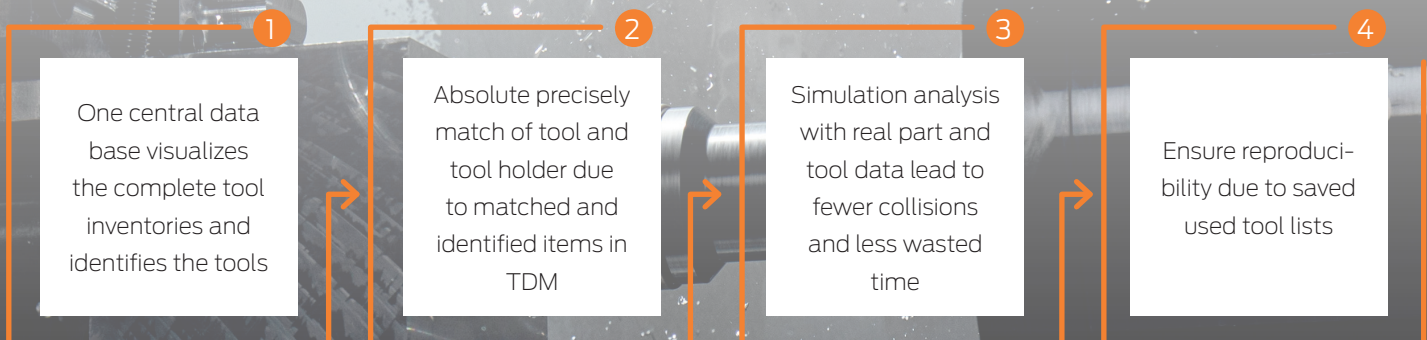 1
One central data
base visualizes
the complete tool
inventories and
identifies the tools
2
Absolute precisely
match of tool and
tool holder due
to matched and
identified items in
TDM
3
Simulation analysis
with real part and
tool data lead to
fewer collisions
and less wasted
time
4
Ensure reproduci-
bility due to saved
used tool lists